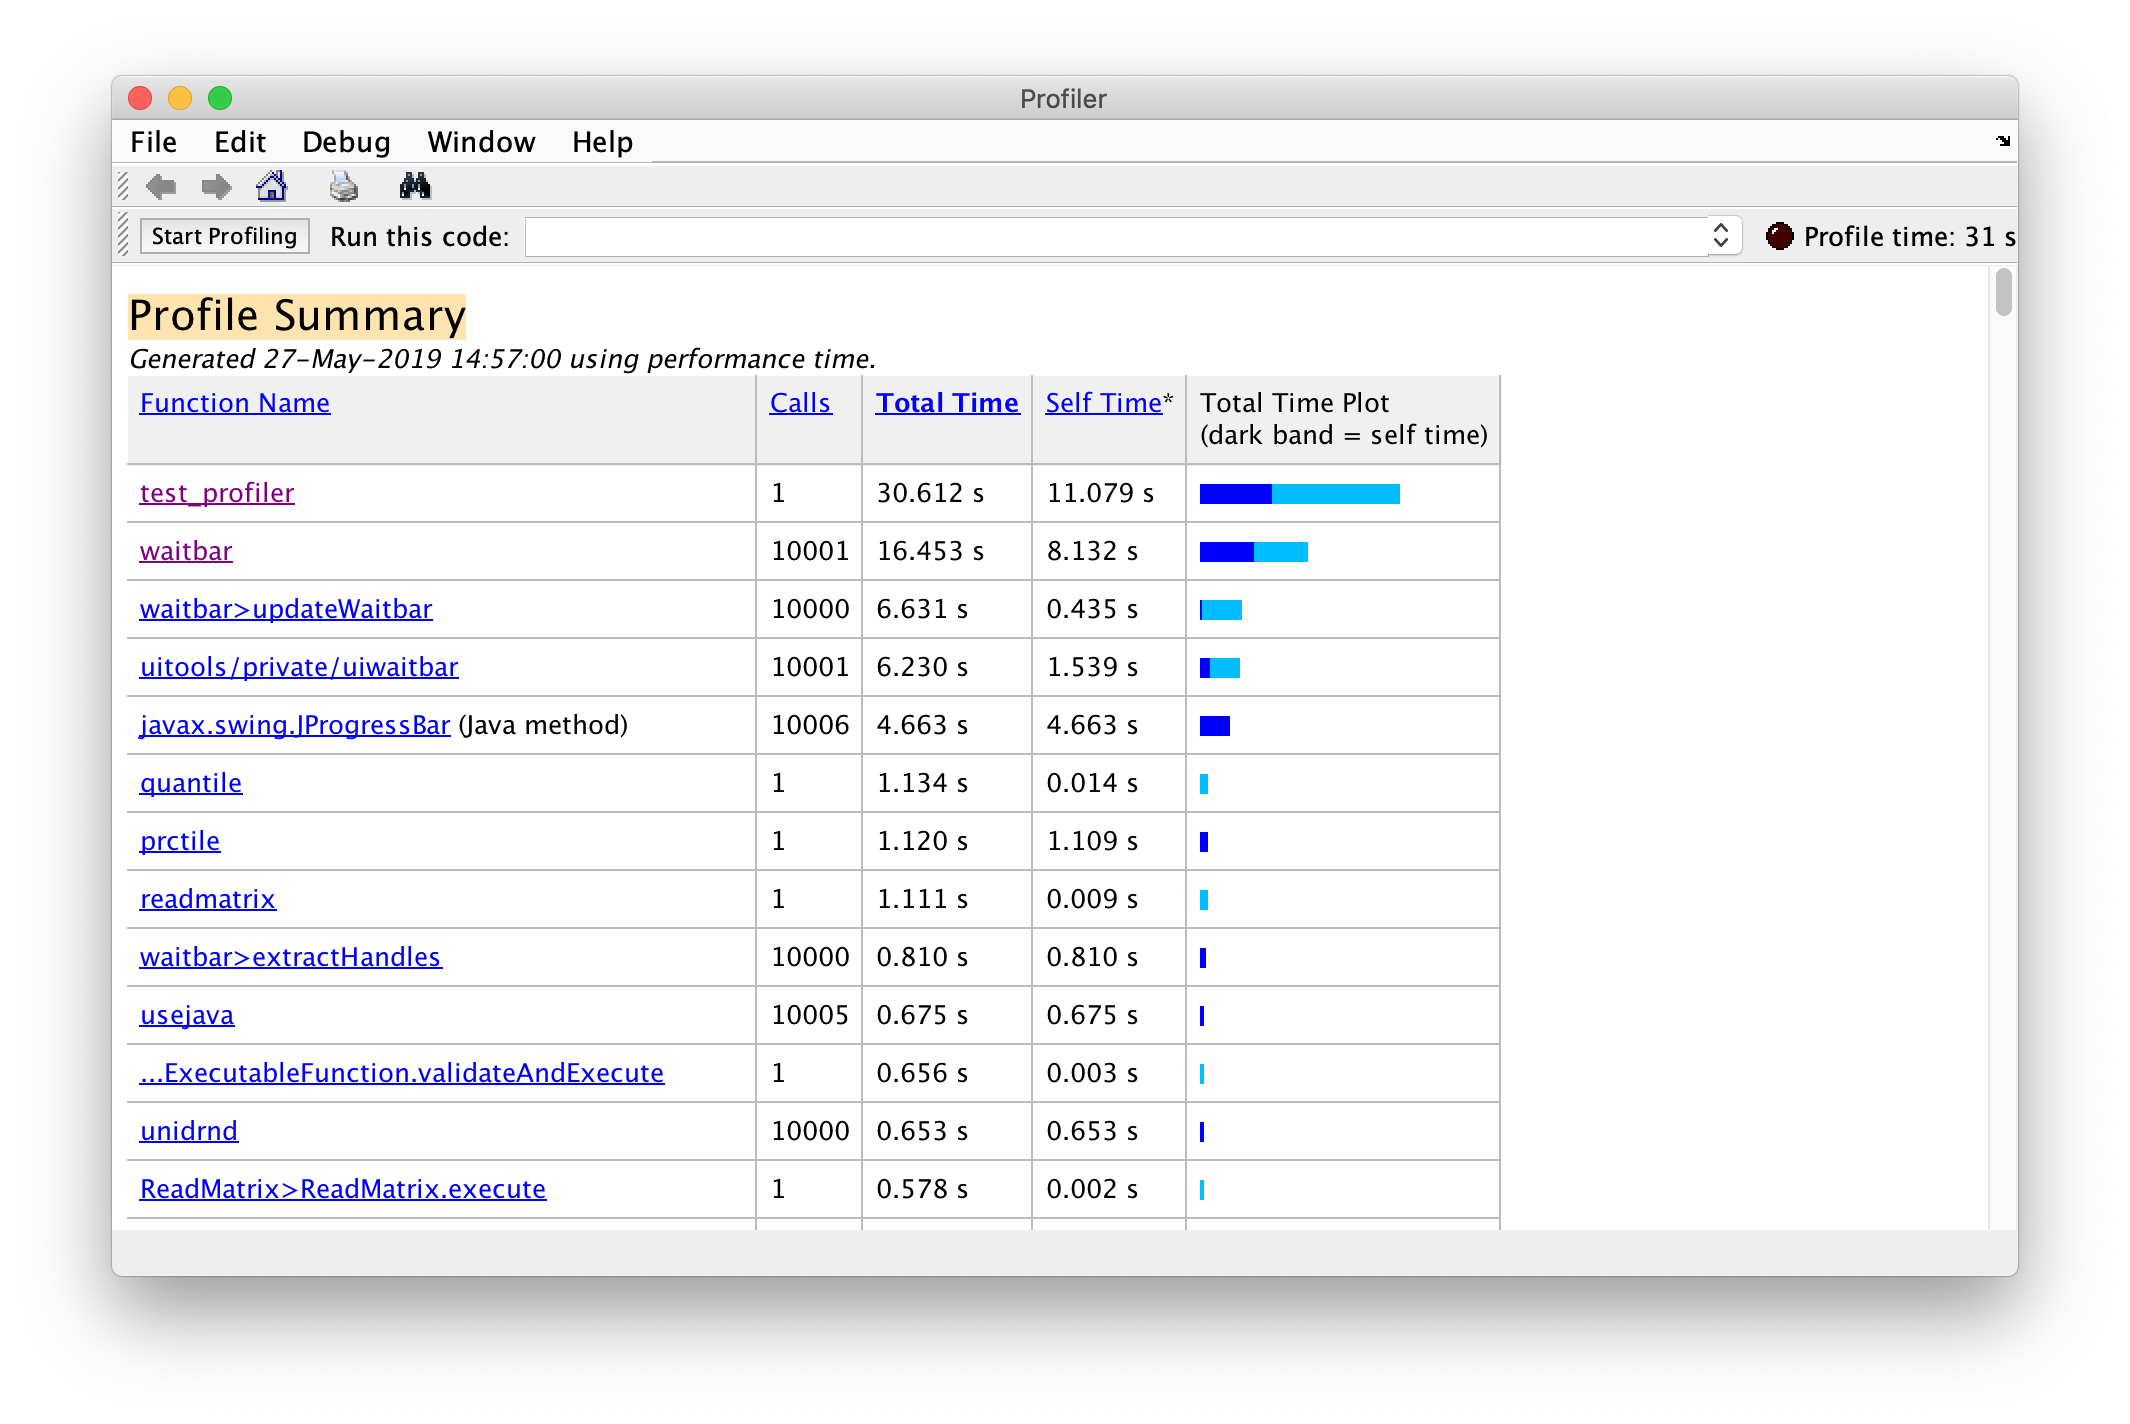 Profiler
File Edit Debug Window Help
Start Profiling Run this code: Profile time: 31 s
Profile Summary
Generated 27-May-2019 14:57:00 using performance time.
Function Name Calls Total Time Self Time* Total Time Plot
(dark band = self time)
test_profiler 1 30.612 s 11.079 s
waitbar 10001 16.453 s 8.132 s
waitbar>updateWaitbar 10000 6.631 s 0.435 s
uitools/private/uiwaitbar 10001 6.230 s 1.539 s
javax.swing.JProgressBar (Java method) 10006 4.663 s 4.663 s
quantile 1 1.134 s 0.014 s
prctile 1 1.120 s 1.109 s
readmatrix 1 1.111 s 0.009 s
waitbar>extractHandles 10000 0.810 s 0.810 s
usejava 10005 0.675 s 0.675 s
...ExecutableFunction.validateAndExecute 1 0.656 s 0.003 s
unidrnd 10000 0.653 s 0.653 s
ReadMatrix>ReadMatrix.execute 1 0.578 s 0.002 s